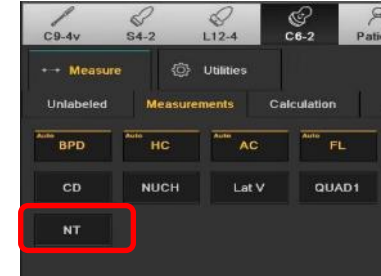 C9-4v S4-2 L12-4 C6-2 Pati
Measure Utilities
Unlabeled Measurements Calculation
Auto Auto Auto Auto
BPD HC AC FL
CD NUCH Lat V QUAD1
NT